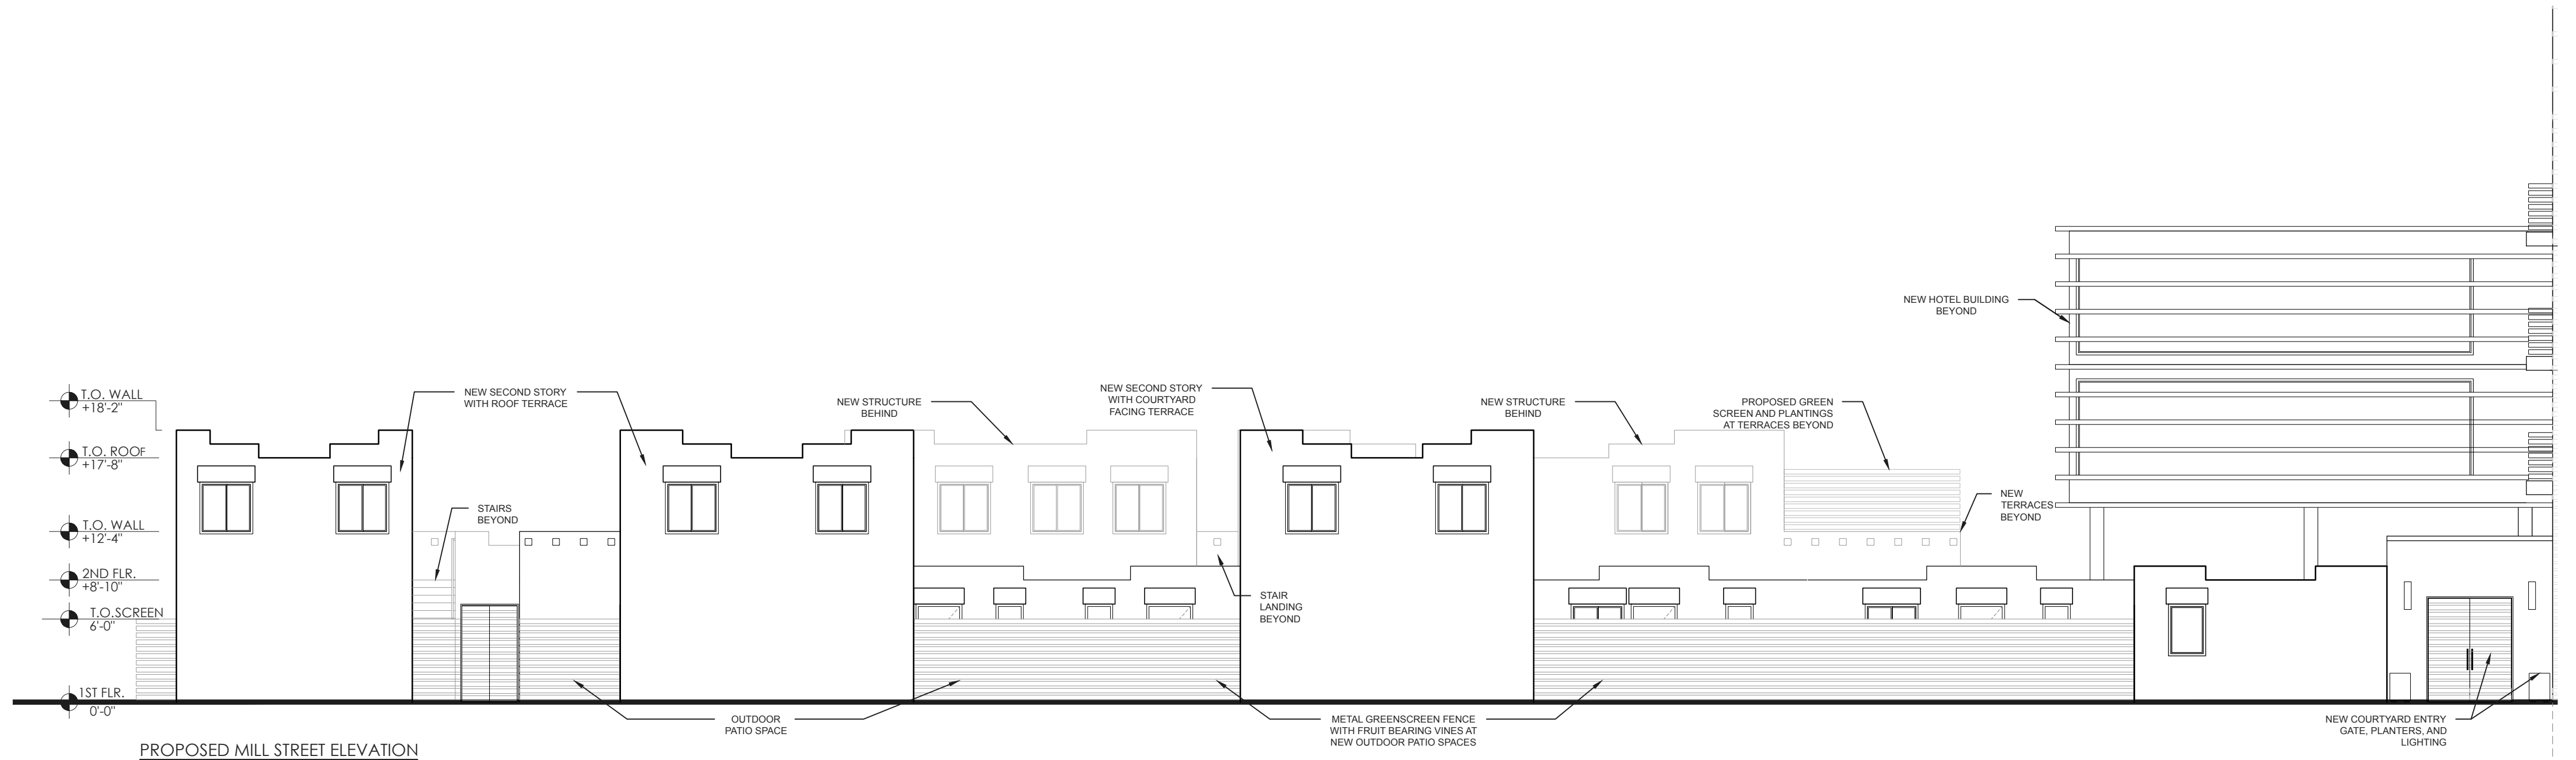 T.O. WALL
+18'-2"
T.O. ROOF
+17'-8"
T.O. WALL
+12'-4"
2ND FLR.
+8'-10"
T.O.SCREEN
6'-0"
1ST FLR.
0'-0"
NEW SECOND STORY
WITH ROOF TERRACE
STAIRS
BEYOND
NEW STRUCTURE
BEHIND
NEW SECOND STORY
WITH COURTYARD
FACING TERRACE
STAIR
LANDING
BEYOND
NEW STRUCTURE
BEHIND
PROPOSED GREEN
SCREEN AND PLANTINGS
AT TERRACES BEYOND
NEW HOTEL BUILDING
BEYOND
NEW
TERRACES
BEYOND
OUTDOOR
PATIO SPACE
METAL GREENSCREEN FENCE
WITH FRUIT BEARING VINES AT
NEW OUTDOOR PATIO SPACES
NEW COURTYARD ENTRY
GATE, PLANTERS, AND
LIGHTING
PROPOSED MILL STREET ELEVATION